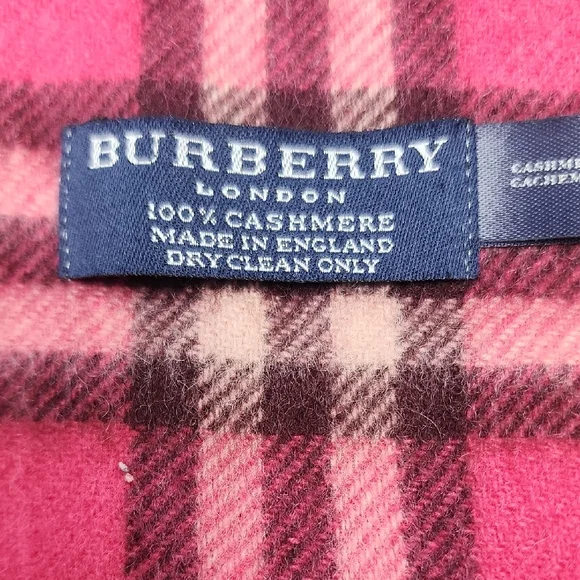 BURBERRY
LONDON
100% CASHMERE
MADE IN ENGLAND
DRY CLEAN ONLY